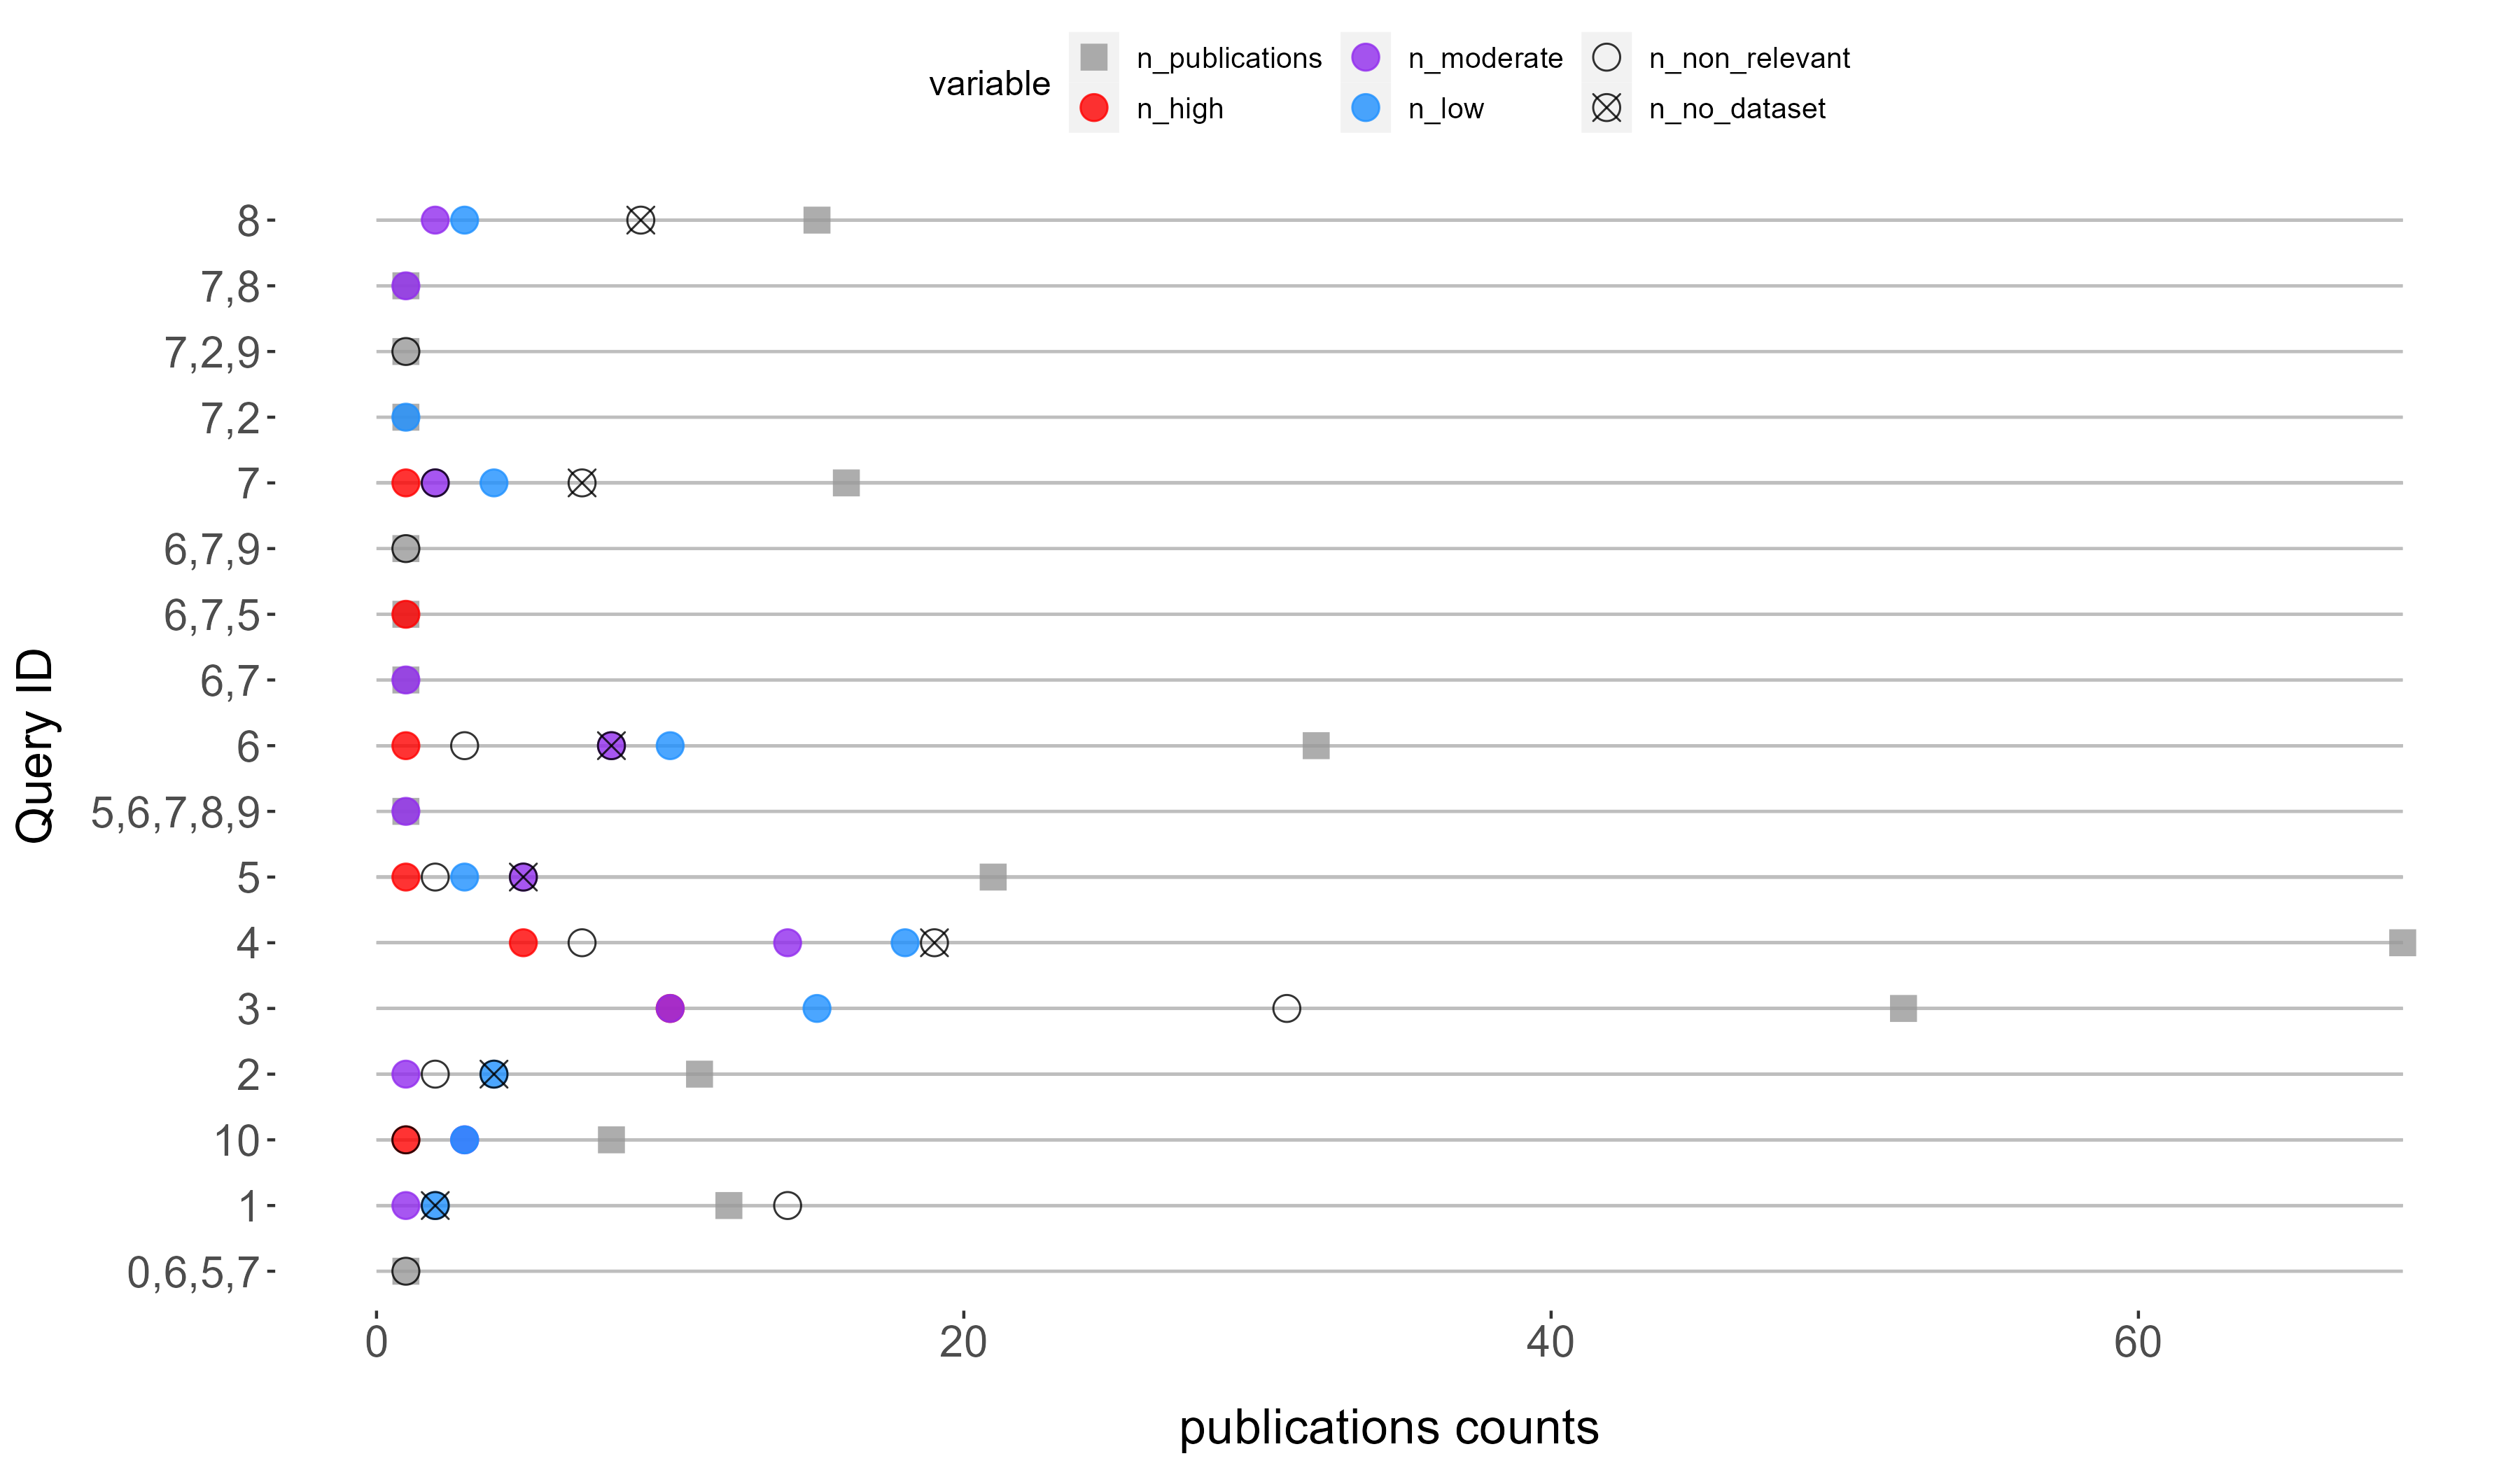 variable
n_publications
n_moderate
n_non_relevant
n_high
n_low
n_no_dataset
Query ID
8
7,8
7,2,9
7,2
7
6,7,9
6,7,5
6,7
6
5,6,7,8,9
5
4
3
2
10
1
0,6,5,7
0
20
40
60
publications counts